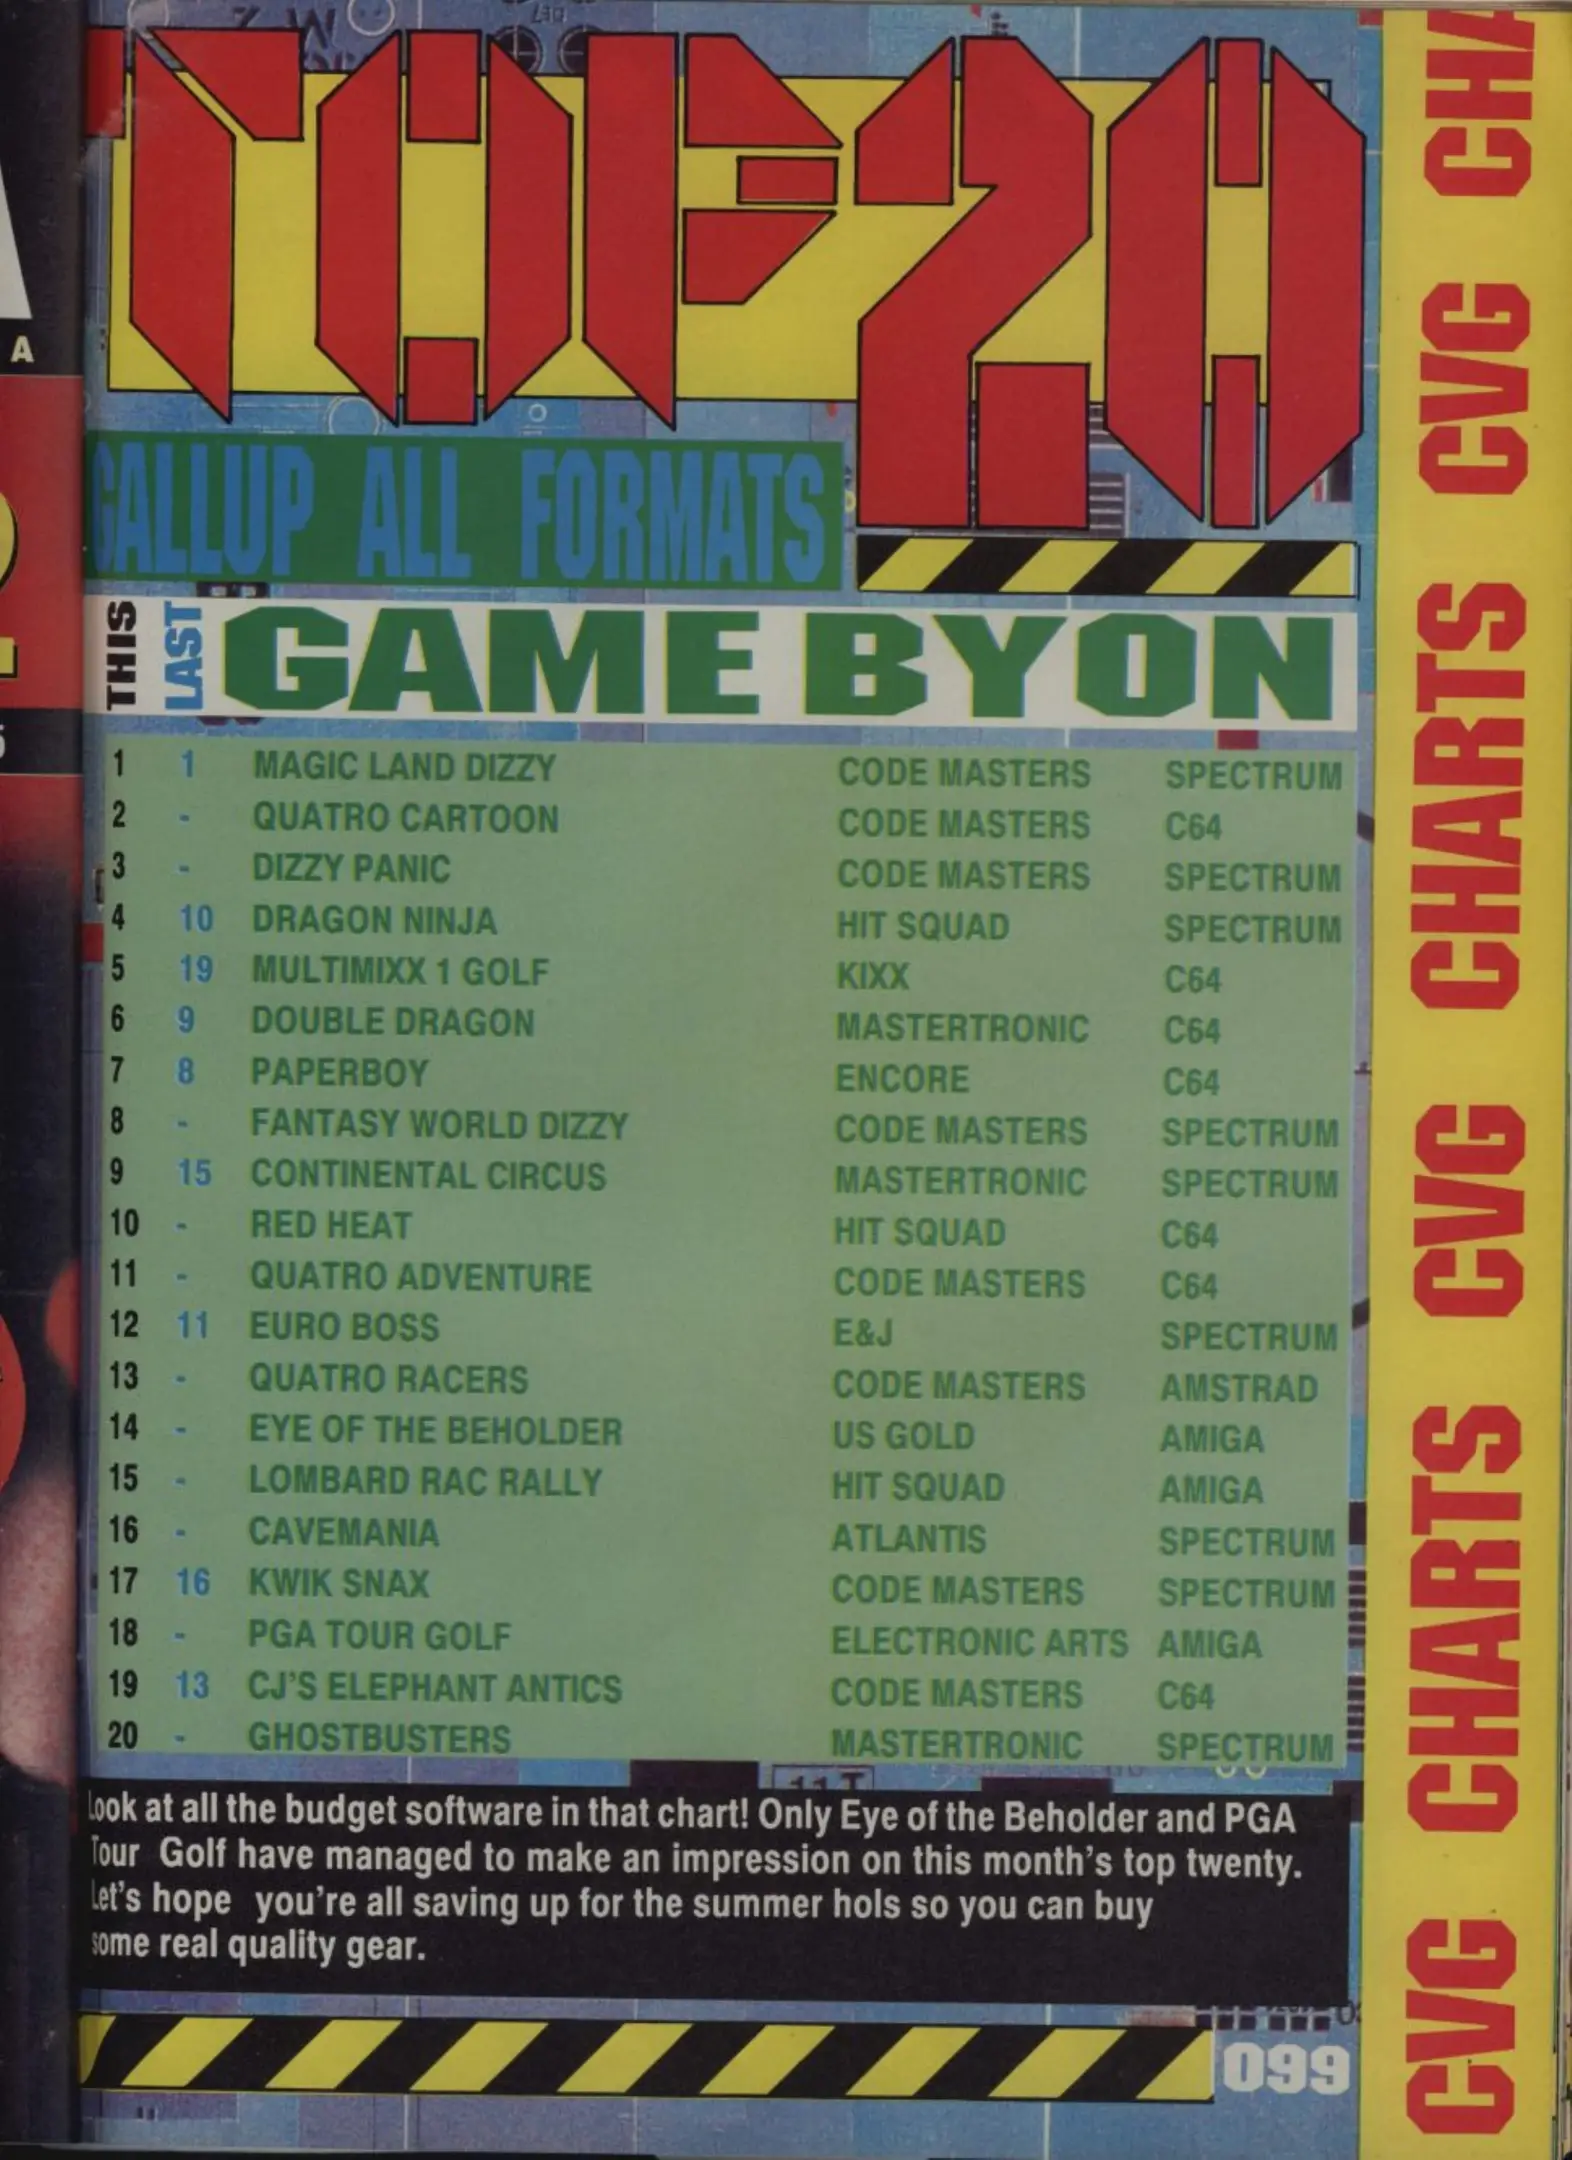 TOP 20
GALLUP ALL FORMATS
THIS LAST GAME BY ON
1 1 MAGIC LAND DIZZY CODE MASTERS SPECTRUM
2 - QUATRO CARTOON CODE MASTERS C64
3 - DIZZY PANIC CODE MASTERS SPECTRUM
4 10 DRAGON NINJA HIT SQUAD SPECTRUM
5 19 MULTIMIXX 1 GOLF KIXX C64
6 9 DOUBLE DRAGON MASTERTRONIC C64
7 8 PAPERBOY ENCORE C64
8 - FANTASY WORLD DIZZY CODE MASTERS SPECTRUM
9 15 CONTINENTAL CIRCUS MASTERTRONIC SPECTRUM
10 - RED HEAT HIT SQUAD C64
11 - QUATRO ADVENTURE CODE MASTERS C64
12 11 EURO BOSS E&J SPECTRUM
13 - QUATRO RACERS CODE MASTERS AMSTRAD
14 - EYE OF THE BEHOLDER US GOLD AMIGA
15 - LOMBARD RAC RALLY HIT SQUAD AMIGA
16 - CAVEMANIA ATLANTIS SPECTRUM
17 16 KWIK SNAX CODE MASTERS SPECTRUM
18 - PGA TOUR GOLF ELECTRONIC ARTS AMIGA
19 13 CJ'S ELEPHANT ANTICS CODE MASTERS C64
20 - GHOSTBUSTERS MASTERTRONIC SPECTRUM
Look at all the budget software in that chart! Only Eye of the Beholder and PGA
Tour Golf have managed to make an impression on this month's top twenty.
Let's hope you're all saving up for the summer hols so you can buy
some real quality gear.
099
CVG CHARTS CVG CHARTS CVG CHA
A